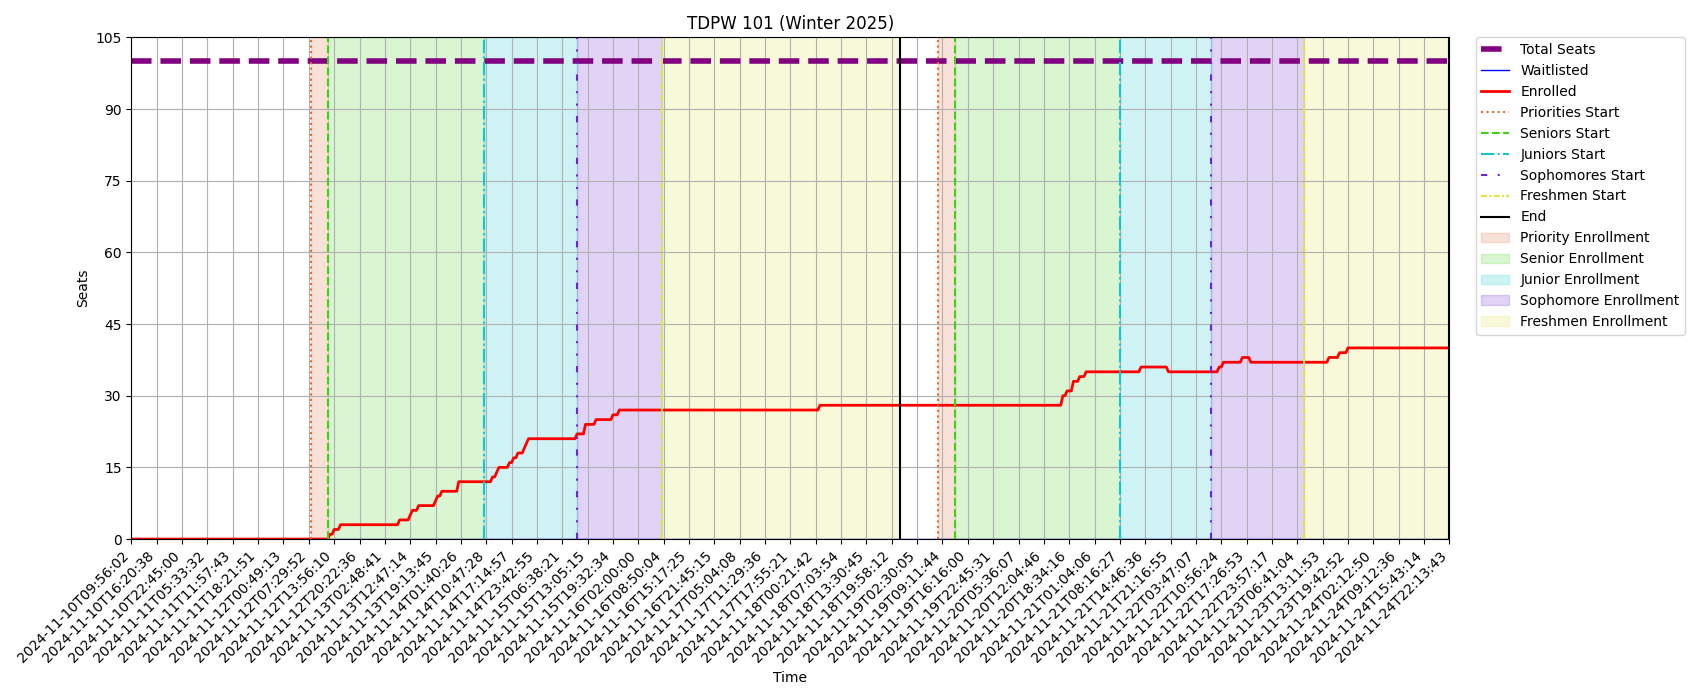 TDPW 101 (Winter 2025)
105
90
75
60
45
30
15
0
Seats
2024-11-10T09:56:02
2024-11-10T16:20:38
2024-11-10T22:45:00
2024-11-11T05:33:32
2024-11-11T11:57:43
2024-11-11T18:21:51
2024-11-12T00:49:13
2024-11-12T07:29:52
2024-11-12T13:56:10
2024-11-12T20:22:36
2024-11-13T02:48:41
2024-11-13T12:47:14
2024-11-13T19:13:45
2024-11-14T01:40:26
2024-11-14T10:47:28
2024-11-14T17:14:57
2024-11-14T23:42:55
2024-11-15T06:38:21
2024-11-15T13:05:15
2024-11-15T19:32:34
2024-11-16T02:00:00
2024-11-16T08:50:04
2024-11-16T15:17:25
2024-11-16T21:45:15
2024-11-17T05:04:08
2024-11-17T11:29:36
2024-11-17T17:55:21
2024-11-18T00:21:42
2024-11-18T07:03:54
2024-11-18T13:30:45
2024-11-18T19:58:12
2024-11-19T02:30:05
2024-11-19T09:11:44
2024-11-19T16:16:00
2024-11-19T22:45:31
2024-11-20T05:36:07
2024-11-20T12:04:46
2024-11-20T18:34:16
2024-11-21T01:04:06
2024-11-21T08:16:27
2024-11-21T14:46:36
2024-11-21T21:16:55
2024-11-22T03:47:07
2024-11-22T10:56:24
2024-11-22T17:26:53
2024-11-22T23:57:17
2024-11-23T06:41:04
2024-11-23T13:11:53
2024-11-23T19:42:52
2024-11-24T02:12:50
2024-11-24T09:12:36
2024-11-24T15:43:14
2024-11-24T22:13:43
Time
Total Seats
Waitlisted
Enrolled
Priorities Start
Seniors Start
Juniors Start
Sophomores Start
Freshmen Start
End
Priority Enrollment
Senior Enrollment
Junior Enrollment
Sophomore Enrollment
Freshmen Enrollment